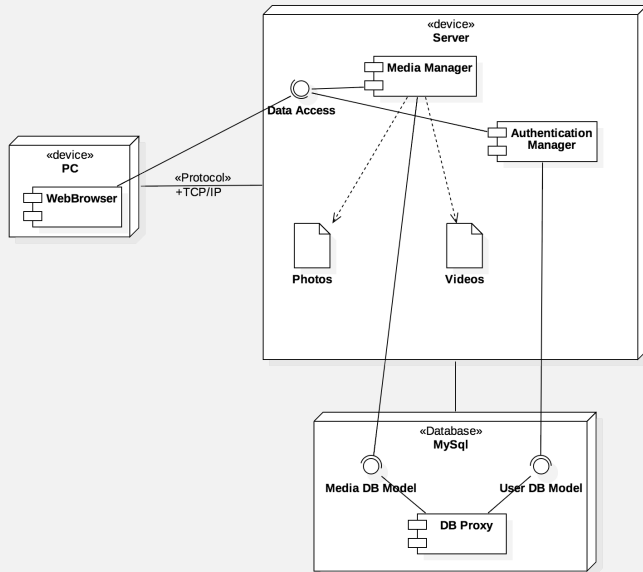 «device»
Server
Media Manager
Data Access
Authentication
Manager
«device»
PC
WebBrowser
«Protocol»
+TCP/IP
Photos
Videos
«Database»
MySql
Media DB Model
User DB Model
DB Proxy